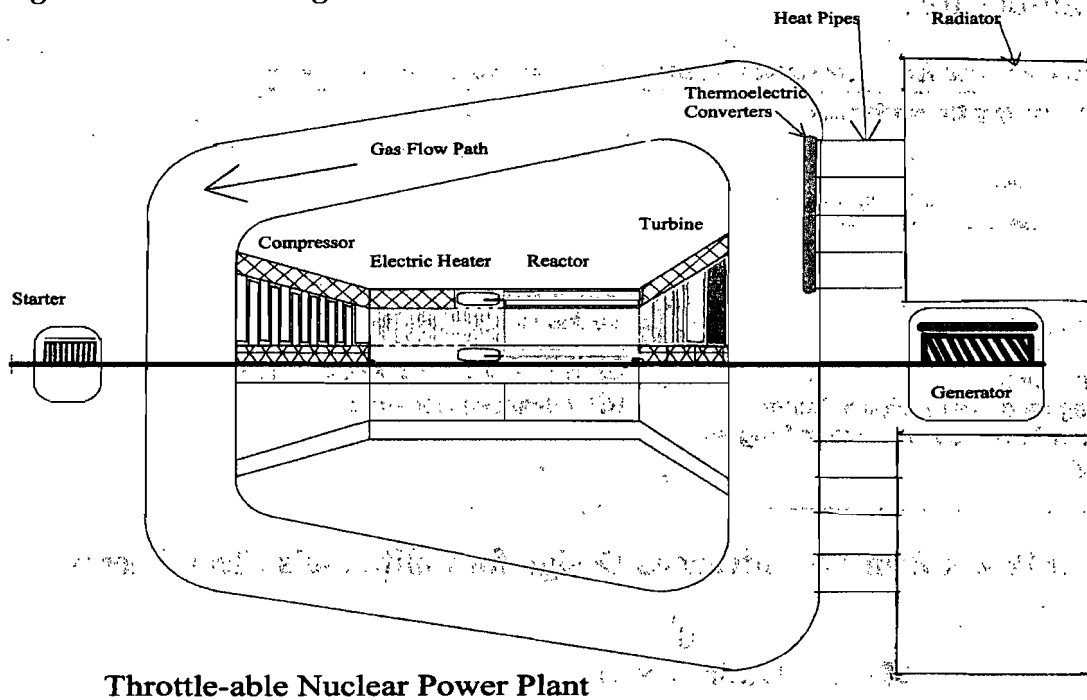 Heat Pipes
Radiator
Thermoelectric
Converters
Gas Flow Path
Turbine
Compressor
Electric Heater
Reactor
Starter
Generator
Throttle-able Nuclear Power Plant